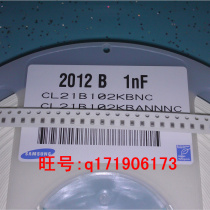 2012 B 1nF
CL21B102KBNC
CL21B102KBANNNC
SAMSUNG
旺号:q171906173